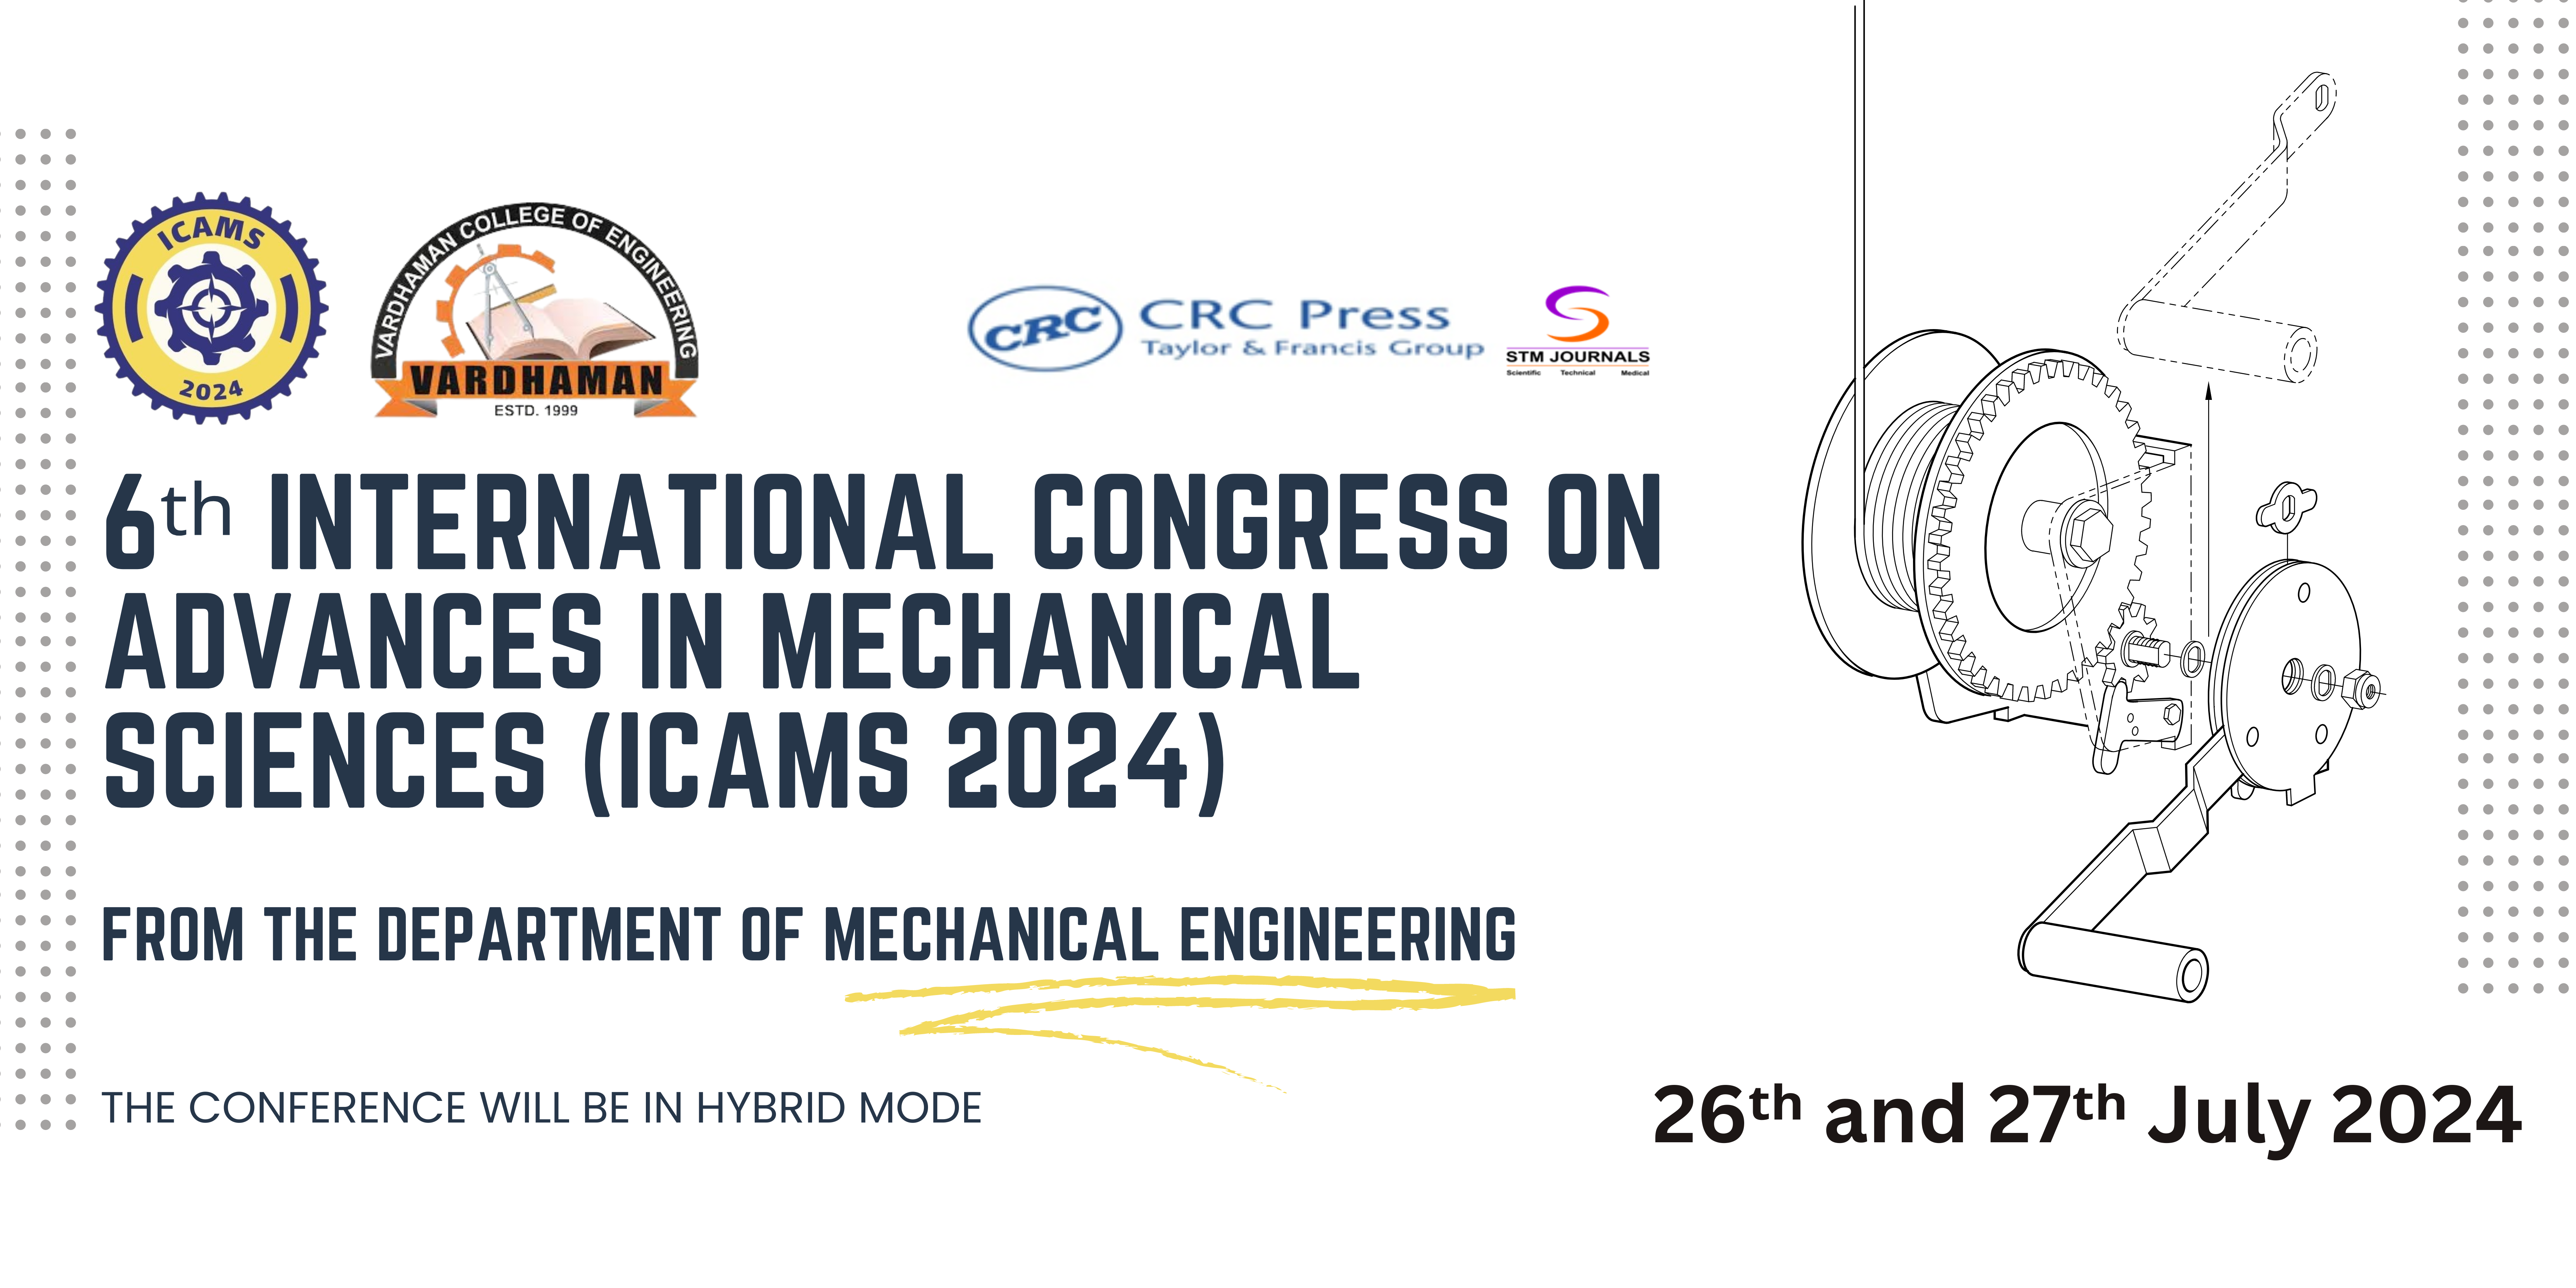 ICAMS
2024
VARDHAMAN COLLEGE OF ENGINEERING
VARDHAMAN
ESTD. 1999
CRC
CRC Press
Taylor & Francis Group
STM JOURNALS
Scientific Technical Medical
6th INTERNATIONAL CONGRESS ON
ADVANCES IN MECHANICAL
SCIENCES (ICAMS 2024)
FROM THE DEPARTMENT OF MECHANICAL ENGINEERING
THE CONFERENCE WILL BE IN HYBRID MODE
26th and 27th July 2024